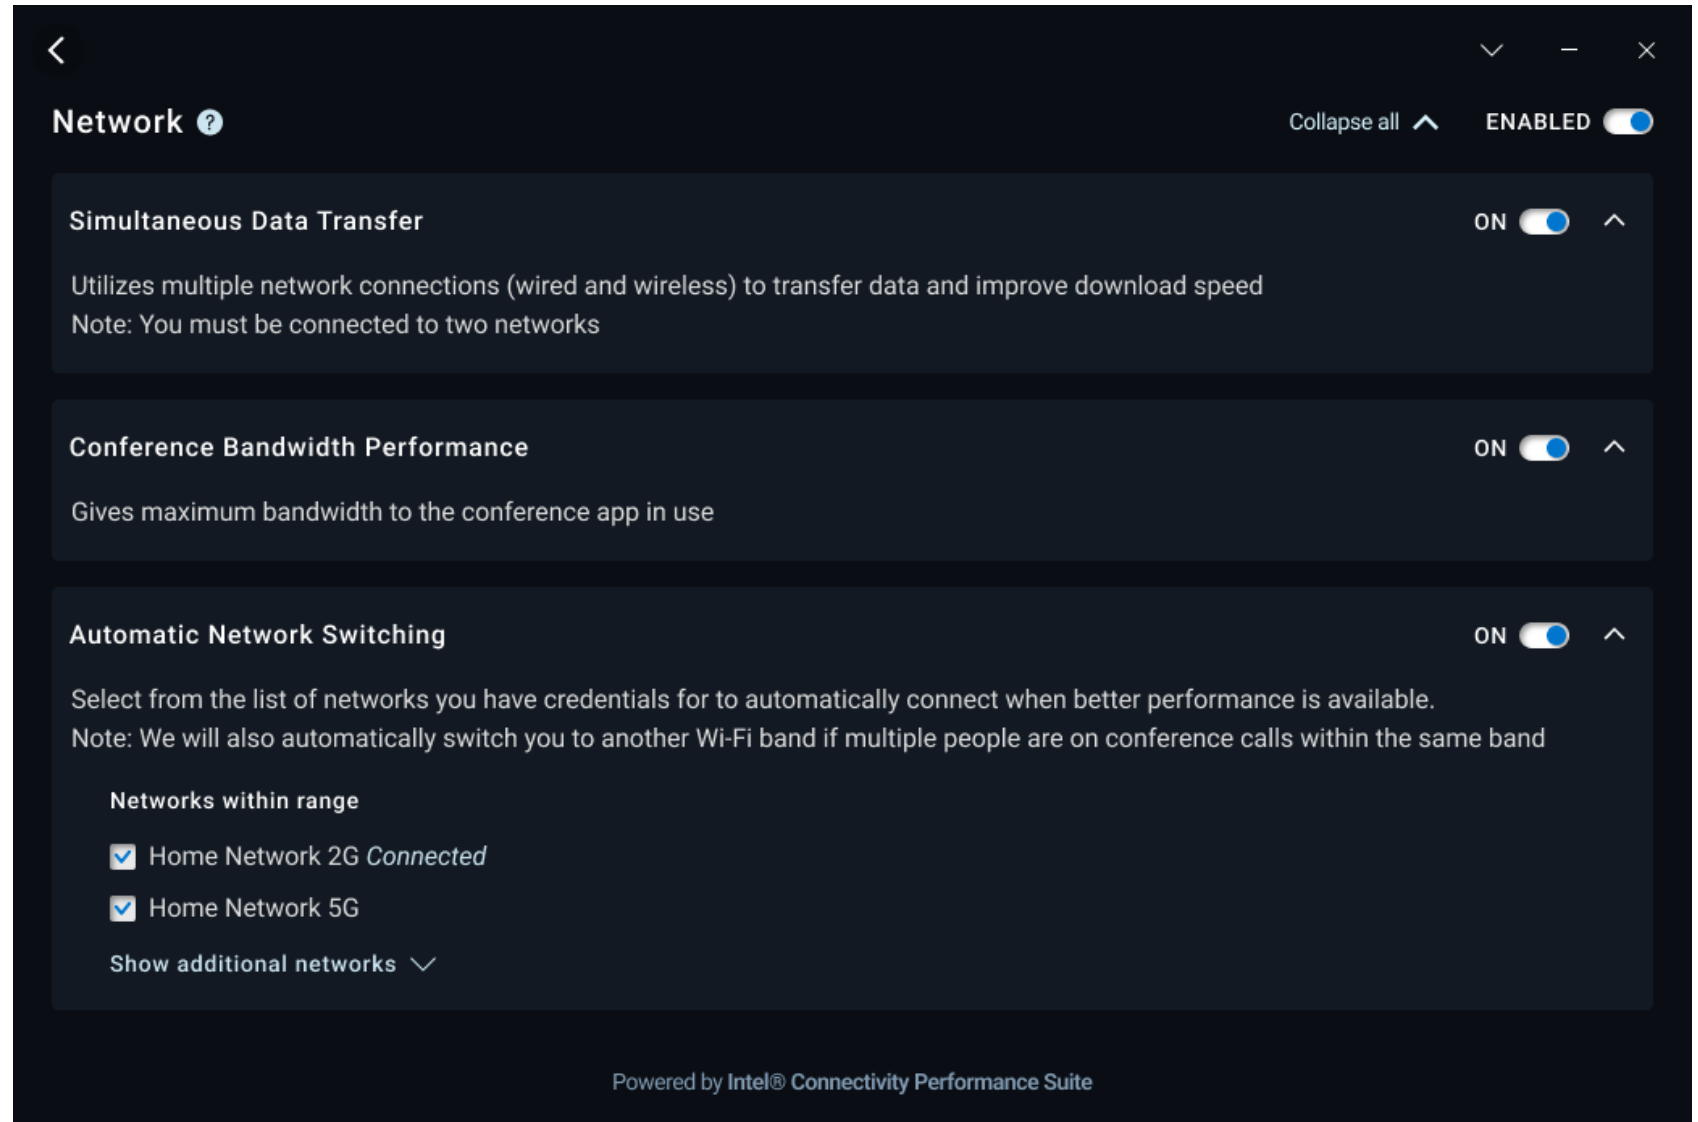 Network ?
Collapse all
ENABLED
Simultaneous Data Transfer
ON
Utilizes multiple network connections (wired and wireless) to transfer data and improve download speed
Note: You must be connected to two networks
Conference Bandwidth Performance
ON
Gives maximum bandwidth to the conference app in use
Automatic Network Switching
ON
Select from the list of networks you have credentials for to automatically connect when better performance is available.
Note: We will also automatically switch you to another Wi-Fi band if multiple people are on conference calls within the same band
Networks within range
Home Network 2G Connected
Home Network 5G
Show additional networks
Powered by Intel® Connectivity Performance Suite